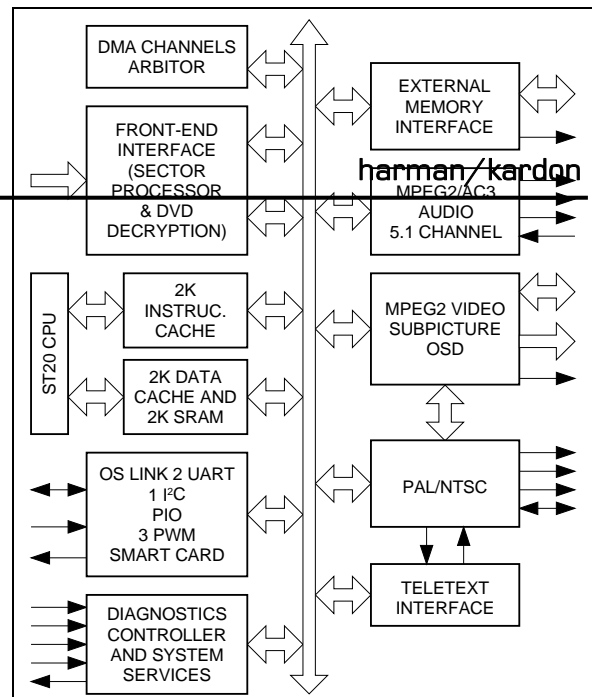 DMA CHANNELS
ARBITOR
FRONT-END
INTERFACE
(SECTOR
PROCESSOR
& DVD
DECRYPTION)
ST20 CPU
2K
INSTRUC.
CACHE
2K DATA
CACHE AND
2K SRAM
OS LINK 2 UART
1 I²C
PIO
3 PWM
SMART CARD
DIAGNOSTICS
CONTROLLER
AND SYSTEM
SERVICES
EXTERNAL
MEMORY
INTERFACE
harman/kardon
MPEG2/AC3
AUDIO
5.1 CHANNEL
MPEG2 VIDEO
SUBPICTURE
OSD
PAL/NTSC
TELETEXT
INTERFACE